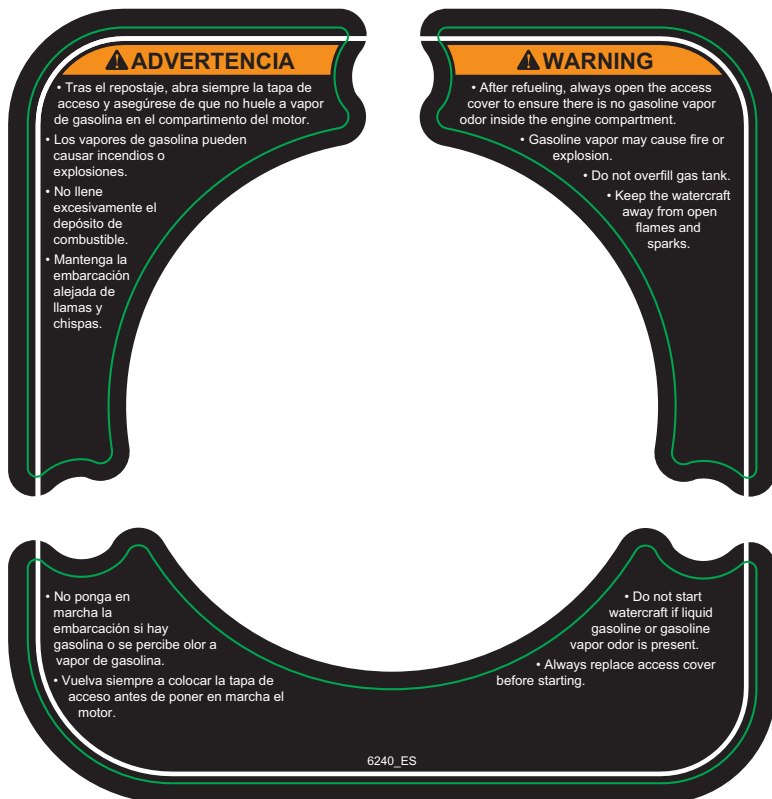 ADVERTENCIA
• Tras el repostaje, abra siempre la tapa de
acceso y asegúrese de que no huele a vapor
de gasolina en el compartimento del motor.
• Los vapores de gasolina pueden
causar incendios o
explosiones.
• No llene
excesivamente el
depósito de
combustible.
• Mantenga la
embarcación
alejada de
llamas y
chispas.
WARNING
• After refueling, always open the access
cover to ensure there is no gasoline vapor
odor inside the engine compartment.
• Gasoline vapor may cause fire or
explosion.
• Do not overfill gas tank.
• Keep the watercraft
away from open
flames and
sparks.
• No ponga en
marcha la
embarcación si hay
gasolina o se percibe olor a
vapor de gasolina.
• Vuelva siempre a colocar la tapa de
acceso antes de poner en marcha el
motor.
• Do not start
watercraft if liquid
gasoline or gasoline
vapor odor is present.
• Always replace access cover
before starting.
6240_ES